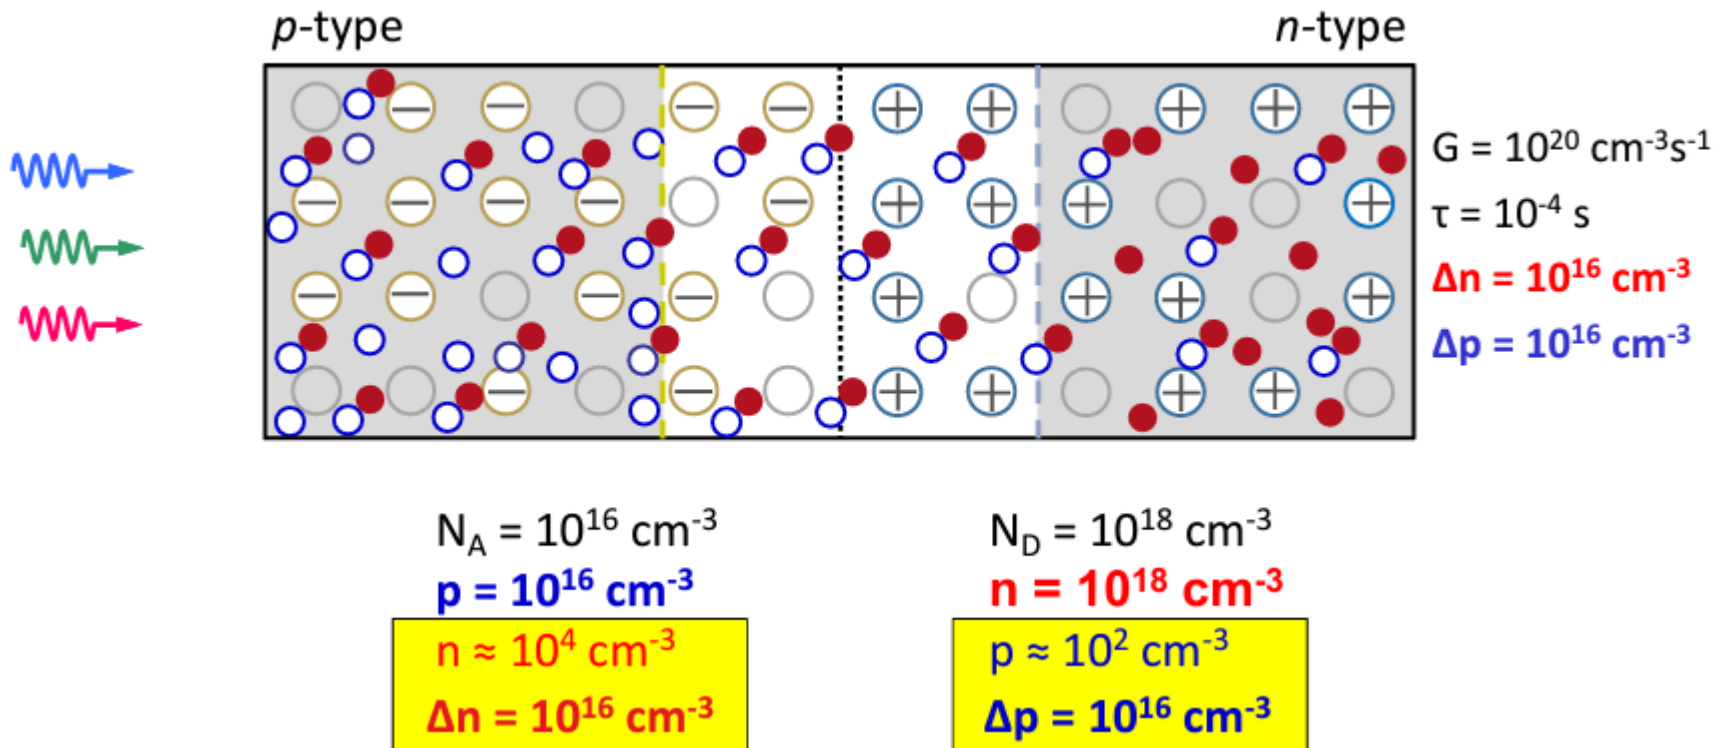 p-type
n-type
G = 10²⁰ cm⁻³s⁻¹
τ = 10⁻⁴ s
Δn = 10¹⁶ cm⁻³
Δp = 10¹⁶ cm⁻³
N_A = 10¹⁶ cm⁻³
p = 10¹⁶ cm⁻³
n ≈ 10⁴ cm⁻³
Δn = 10¹⁶ cm⁻³
N_D = 10¹⁸ cm⁻³
n = 10¹⁸ cm⁻³
p ≈ 10² cm⁻³
Δp = 10¹⁶ cm⁻³